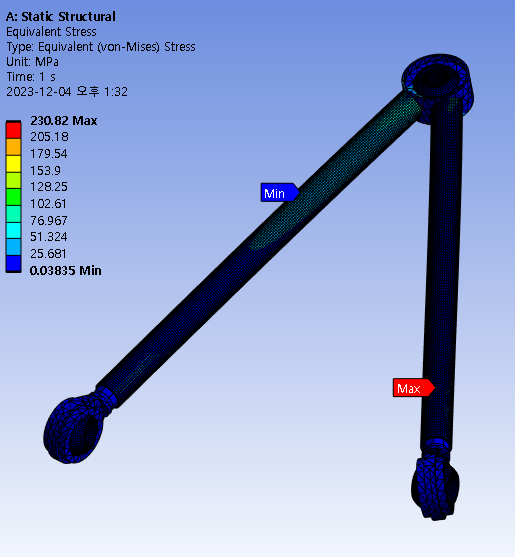 A: Static Structural
Equivalent Stress
Type: Equivalent (von-Mises) Stress
Unit: MPa
Time: 1 s
2023-12-04 오후 1:32
230.82 Max
205.18
179.54
153.9
128.25
102.61
76.967
51.324
25.681
0.03835 Min
Min
Max